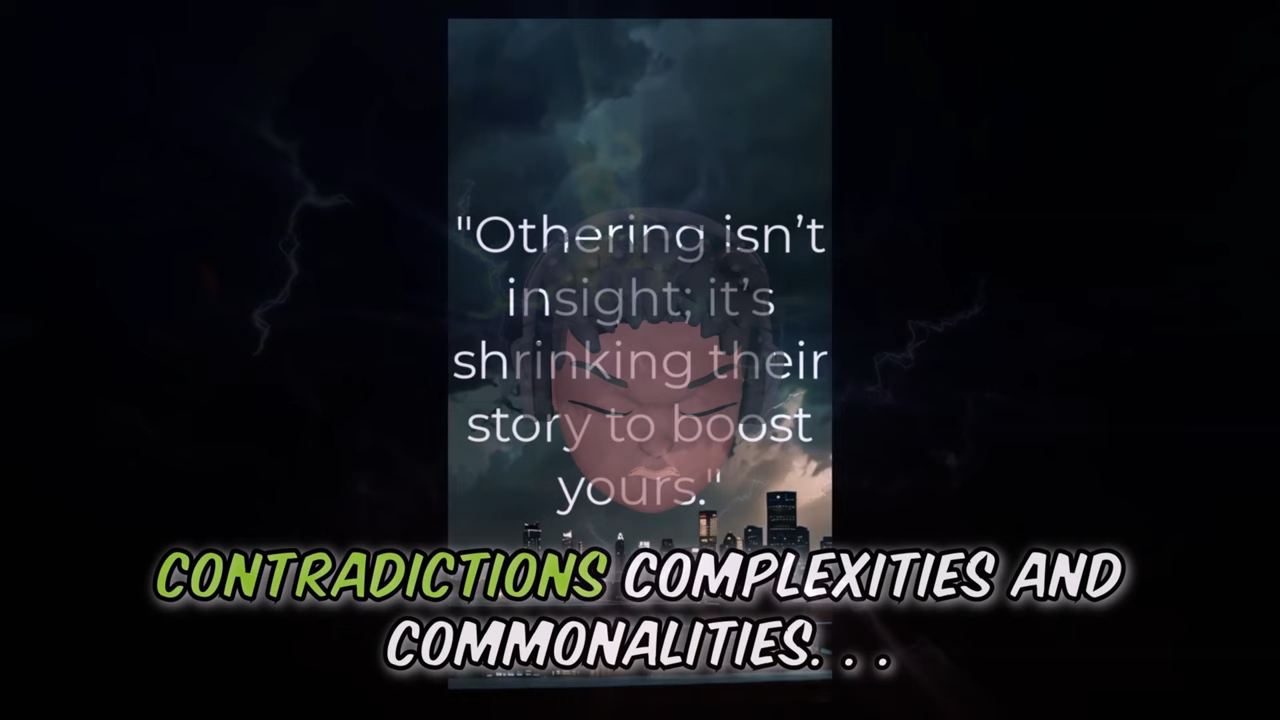 "Othering isn’t
insight; it’s
shrinking their
story to boost
yours."
CONTRADICTIONS COMPLEXITIES AND
COMMONALITIES. . .